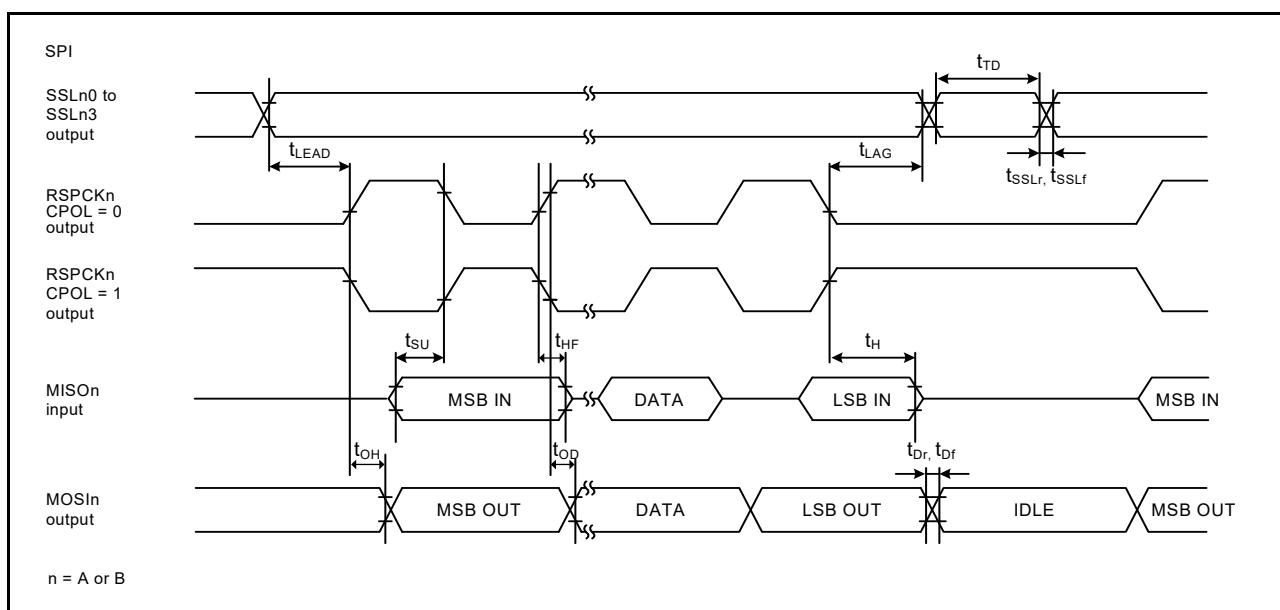 SPI
tTD
SSLn0 to
SSLn3
output
tLEAD
tLAG
tSSLr, tSSLf
RSPCKn
CPOL = 0
output
RSPCKn
CPOL = 1
output
tSU
tHF
tH
MISOn
input
MSB IN
DATA
LSB IN
MSB IN
tOH
tOD
tDr, tDf
MOSIn
output
MSB OUT
DATA
LSB OUT
IDLE
MSB OUT
n = A or B